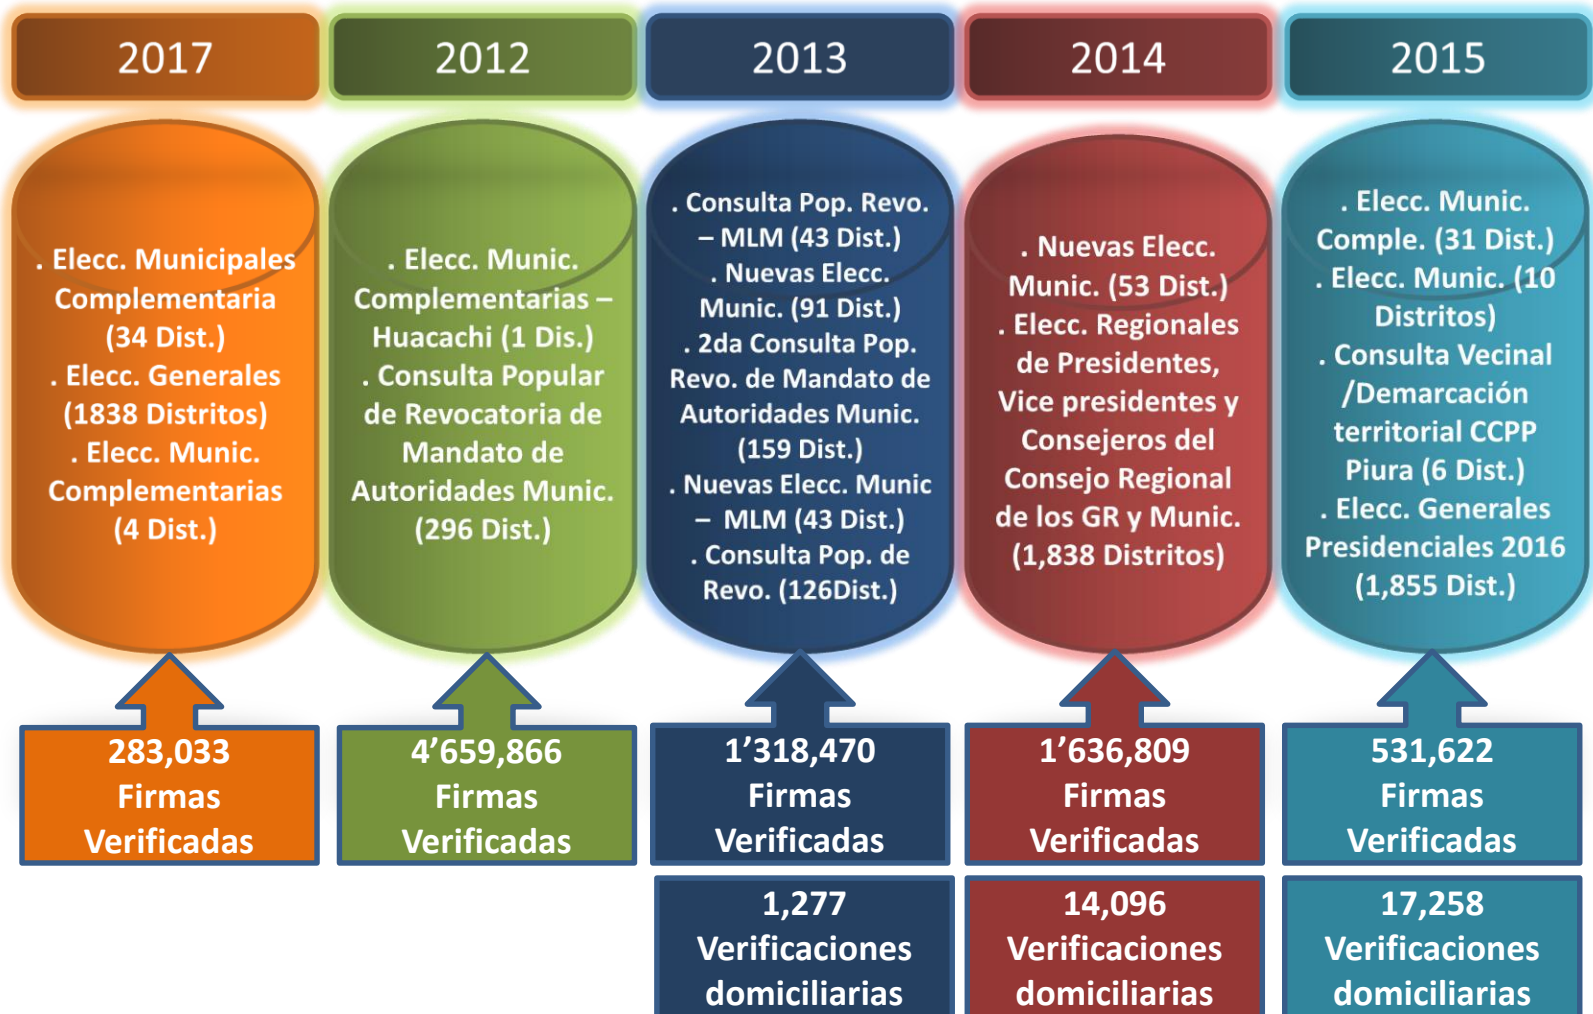 2017
. Elecc. Municipales
Complementaria
(34 Dist.)
. Elecc. Generales
(1838 Distritos)
. Elecc. Munic.
Complementarias
(4 Dist.)
283,033
Firmas
Verificadas
2012
. Elecc. Munic.
Complementarias –
Huacachi (1 Dis.)
. Consulta Popular
de Revocatoria de
Mandato de
Autoridades Munic.
(296 Dist.)
4’659,866
Firmas
Verificadas
2013
. Consulta Pop. Revo.
– MLM (43 Dist.)
. Nuevas Elecc.
Munic. (91 Dist.)
. 2da Consulta Pop.
Revo. de Mandato de
Autoridades Munic.
(159 Dist.)
. Nuevas Elecc. Munic
– MLM (43 Dist.)
. Consulta Pop. de
Revo. (126Dist.)
1’318,470
Firmas
Verificadas
1,277
Verificaciones
domiciliarias
2014
. Nuevas Elecc.
Munic. (53 Dist.)
. Elecc. Regionales
de Presidentes,
Vice presidentes y
Consejeros del
Consejo Regional
de los GR y Munic.
(1,838 Distritos)
1’636,809
Firmas
Verificadas
14,096
Verificaciones
domiciliarias
2015
. Elecc. Munic.
Comple. (31 Dist.)
. Elecc. Munic. (10
Distritos)
. Consulta Vecinal
/Demarcación
territorial CCPP
Piura (6 Dist.)
. Elecc. Generales
Presidenciales 2016
(1,855 Dist.)
531,622
Firmas
Verificadas
17,258
Verificaciones
domiciliarias